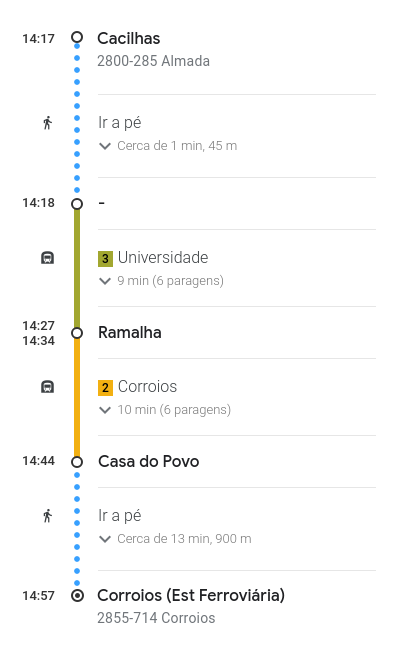 14:17 Cacilhas
2800-285 Almada
Ir a pé
Cerca de 1 min, 45 m
14:18 -
3 Universidade
9 min (6 paragens)
14:27 Ramalha
14:34
2 Corroios
10 min (6 paragens)
14:44 Casa do Povo
Ir a pé
Cerca de 13 min, 900 m
14:57 Corroios (Est Ferroviária)
2855-714 Corroios